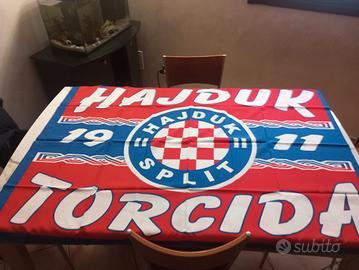 HAJDUK
19 11
HAJDUK
SPLIT
TORCIDA
subito